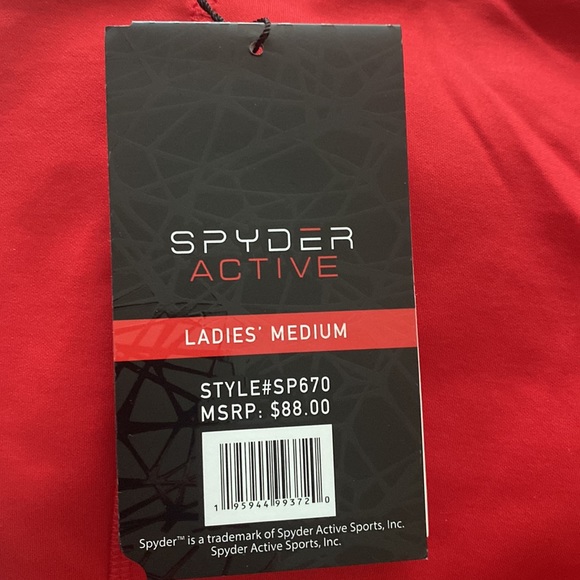 SPYDER
ACTIVE
LADIES' MEDIUM
STYLE#SP670
MSRP: $88.00
1 95944 99372 0
Spyder™ is a trademark of Spyder Active Sports, Inc.
Spyder Active Sports, Inc.